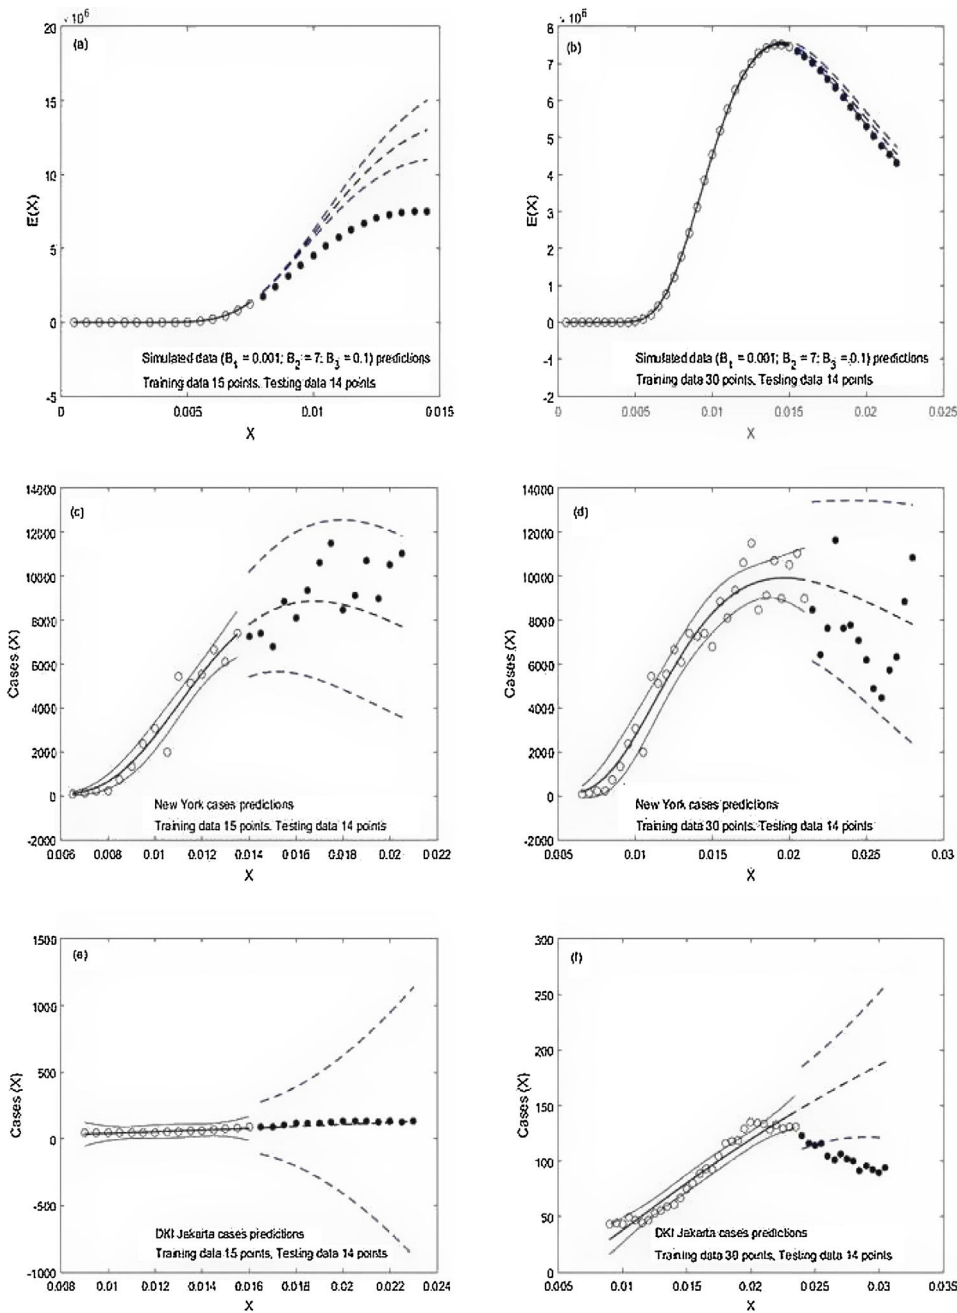 × 10⁶
20
15
10
5
0
-5
(a)
E(X)
Simulated data (B₁ = 0.001; B₂ = 7; B₃ = 0.1) predictions
Training data 15 points. Testing data 14 points
0 0.005 0.01 0.015
X
× 10⁶
8
7
6
5
4
3
2
1
0
-1
-2
(b)
E(X)
Simulated data (B₁ = 0.001; B₂ = 7; B₃ = 0.1) predictions
Training data 30 points. Testing data 14 points
0 0.005 0.01 0.015 0.02 0.025
X
14000
12000
10000
8000
6000
4000
2000
0
-2000
(c)
Cases (X)
New York cases predictions
Training data 15 points. Testing data 14 points
0.006 0.008 0.01 0.012 0.014 0.016 0.018 0.02 0.022
X
14000
12000
10000
8000
6000
4000
2000
0
-2000
(d)
Cases (X)
New York cases predictions
Training data 30 points. Testing data 14 points
0.005 0.01 0.015 0.02 0.025 0.03
X
1500
1000
500
0
-500
-1000
(e)
Cases (X)
DKI Jakarta cases predictions
Training data 15 points, Testing data 14 points
0.008 0.01 0.012 0.014 0.016 0.018 0.02 0.022 0.024
X
300
250
200
150
100
50
0
(f)
Cases (X)
DKI Jakarta cases predictions
Training data 30 points, Testing data 14 points
0.005 0.01 0.015 0.02 0.025 0.03 0.035
X